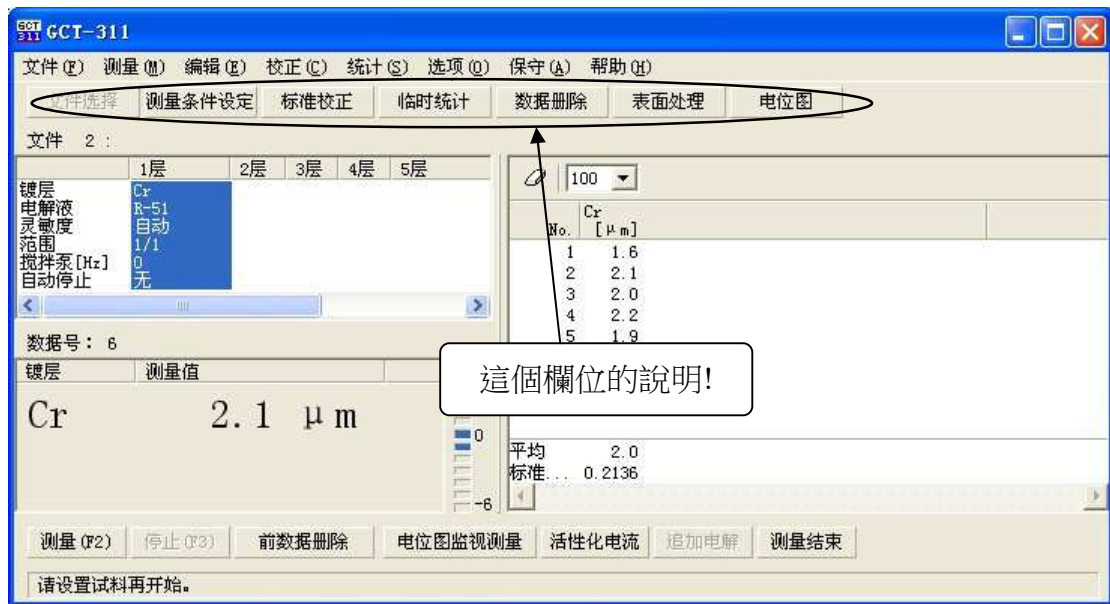 GCT 311 GCT-311
文件(F) 测量(M) 编辑(E) 校正(C) 统计(S) 选项(O) 保守(A) 帮助(H)
文件选择 测量条件设定 标准校正 临时统计 数据册除 表面处理 电位图
文件 2 :
1层 2层 3层 4层 5层
镀层 Cr
电解液 R-51
灵敏度 自动
范围 1/1
搅拌泵[Hz] 0
自动停止 无
100
Cr
No. [μm]
1 1.6
2 2.1
3 2.0
4 2.2
5 1.9
数据号: 6
镀层 测量值
這個欄位的說明!
Cr 2.1 μm
0
-6
平均 2.0
标准... 0.2136
测量(F2) 停止(F3) 前数据册除 电位图监视测量 活性化电流 追加电解 测量结束
请设置试料再开始。